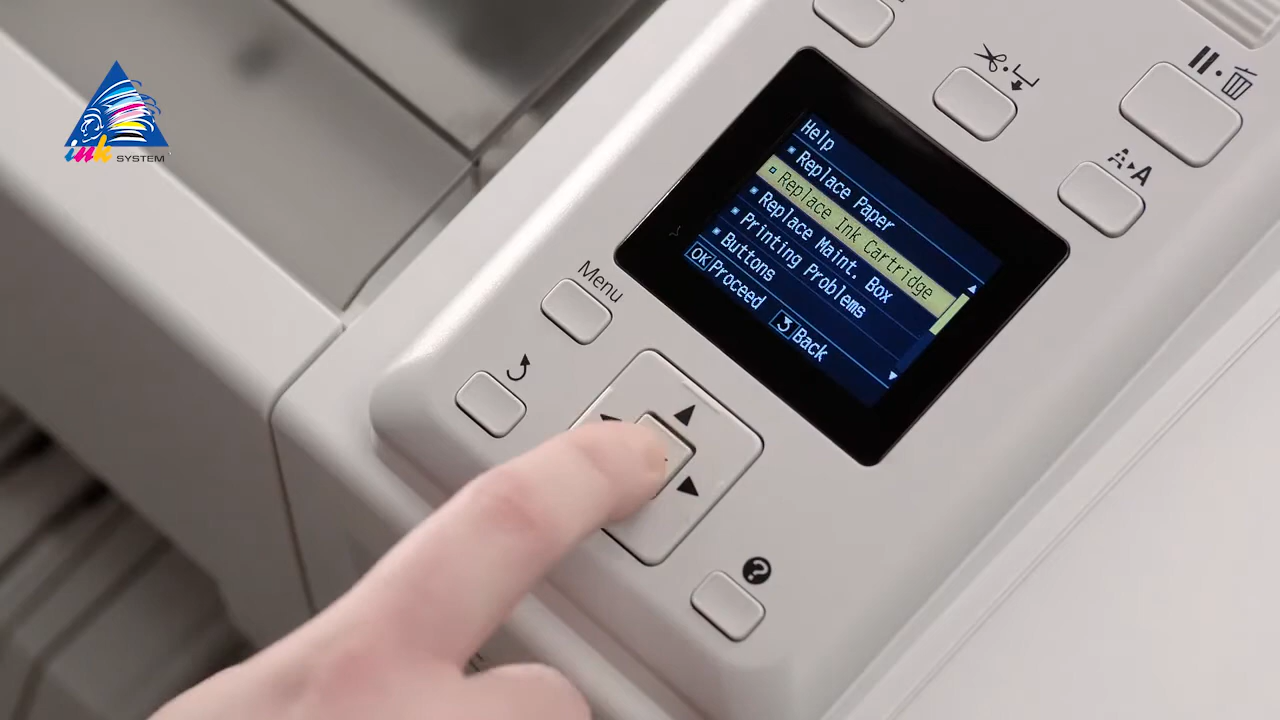 ink
SYSTEM
Help
Replace Paper
Replace Ink Cartridge
Replace Maint. Box
Printing Problems
Buttons
OK Proceed Back
Menu
A A
?